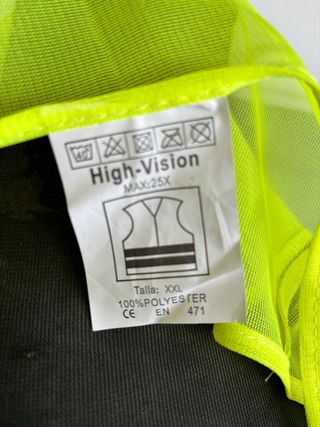 High-Vision
MAX:25X
Talla: XXL
100%POLYESTER
CE EN 471